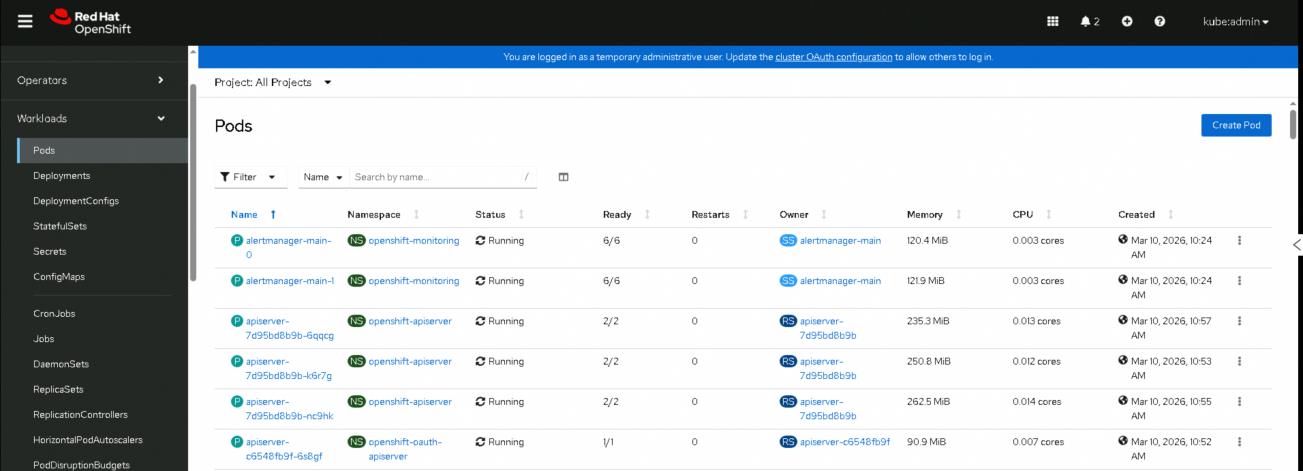 Red Hat
OpenShift
2
kube:admin
You are logged in as a temporary administrative user. Update the cluster OAuth configuration to allow others to log in.
Operators
Workloads
Pods
Deployments
DeploymentConfigs
StatefulSets
Secrets
ConfigMaps
CronJobs
Jobs
DaemonSets
ReplicaSets
ReplicationControllers
HorizontalPodAutoscalers
PodDisruptionBudgets
Project: All Projects
Pods
Create Pod
Filter Name Search by name... /
Name Namespace Status Ready Restarts Owner Memory CPU Created
P alertmanager-main- NS openshift-monitoring Running 6/6 0 SS alertmanager-main 120.4 MiB 0.003 cores Mar 10, 2026, 10:24
0 AM
P alertmanager-main-1 NS openshift-monitoring Running 6/6 0 SS alertmanager-main 121.9 MiB 0.003 cores Mar 10, 2026, 10:24
AM
P apiserver- NS openshift-apiserver Running 2/2 0 RS apiserver- 235.3 MiB 0.013 cores Mar 10, 2026, 10:57
7d95bd8b9b-6qqcg 7d95bd8b9b AM
P apiserver- NS openshift-apiserver Running 2/2 0 RS apiserver- 250.8 MiB 0.012 cores Mar 10, 2026, 10:53
7d95bd8b9b-k6r7g 7d95bd8b9b AM
P apiserver- NS openshift-apiserver Running 2/2 0 RS apiserver- 262.5 MiB 0.014 cores Mar 10, 2026, 10:55
7d95bd8b9b-nc9hk 7d95bd8b9b AM
P apiserver- NS openshift-oauth- Running 1/1 0 RS apiserver-c6548fb9f 90.9 MiB 0.007 cores Mar 10, 2026, 10:52
c6548fb9f-6s8gf apiserver AM